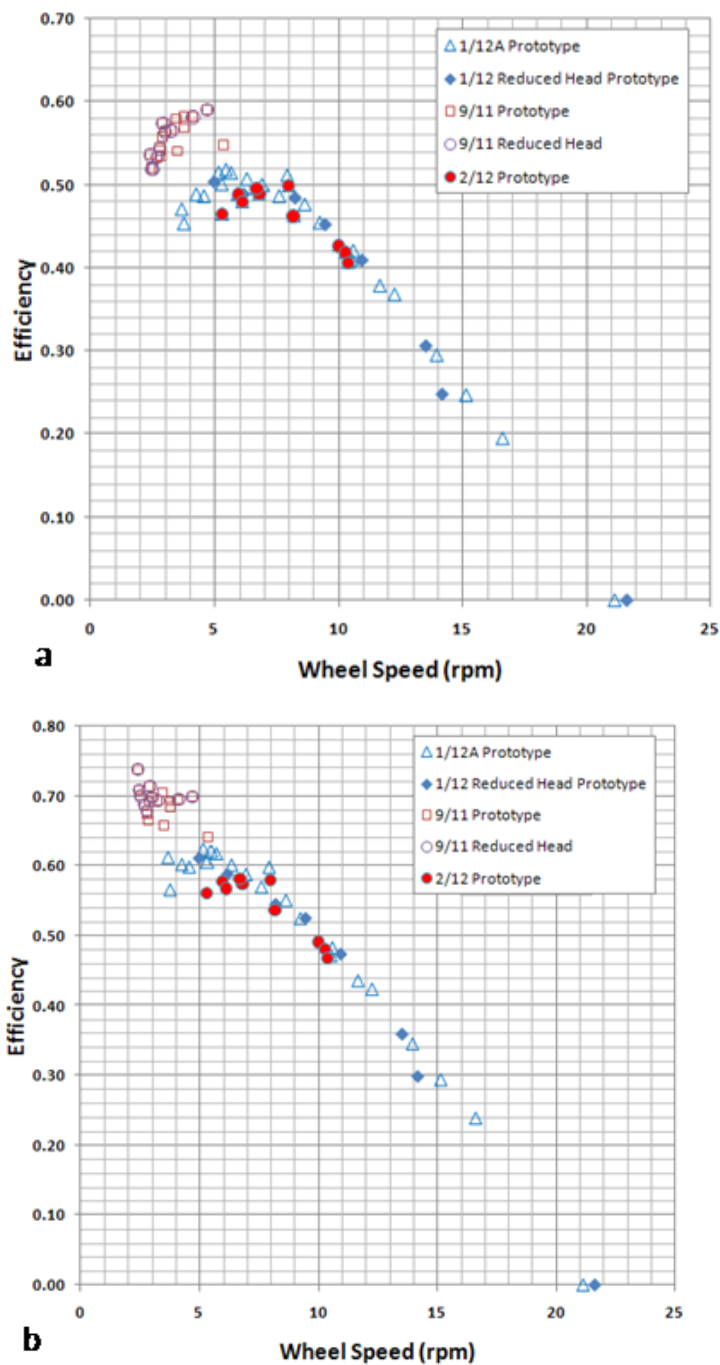 0.70
1/12A Prototype
1/12 Reduced Head Prototype
9/11 Prototype
9/11 Reduced Head
2/12 Prototype
0.60
0.50
0.40
0.30
0.20
0.10
0.00
Efficiency
0 5 10 15 20 25
Wheel Speed (rpm)
a
0.80
1/12A Prototype
1/12 Reduced Head Prototype
9/11 Prototype
9/11 Reduced Head
2/12 Prototype
0.70
0.60
0.50
0.40
0.30
0.20
0.10
0.00
Efficiency
0 5 10 15 20 25
Wheel Speed (rpm)
b